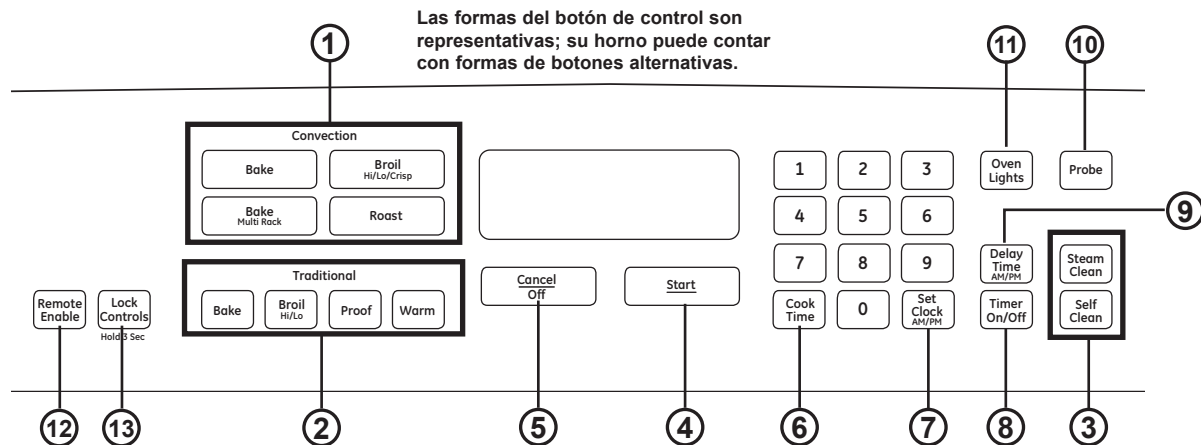 Las formas del botón de control son
representativas; su horno puede contar
con formas de botones alternativas.
1
11
10
Convection
Bake
Broil
Hi/Lo/Crisp
Bake
Multi Rack
Roast
1 2 3
4 5 6
7 8 9
0
Oven
Lights
Probe
9
Traditional
Bake
Broil
Hi/Lo
Proof
Warm
Cancel
Off
Start
Delay
Time
AM/PM
Steam
Clean
Remote
Enable
Lock
Controls
Hold 3 Sec
Cook
Time
Set
Clock
AM/PM
Timer
On/Off
Self
Clean
12
13
2
5
4
6
7
8
3